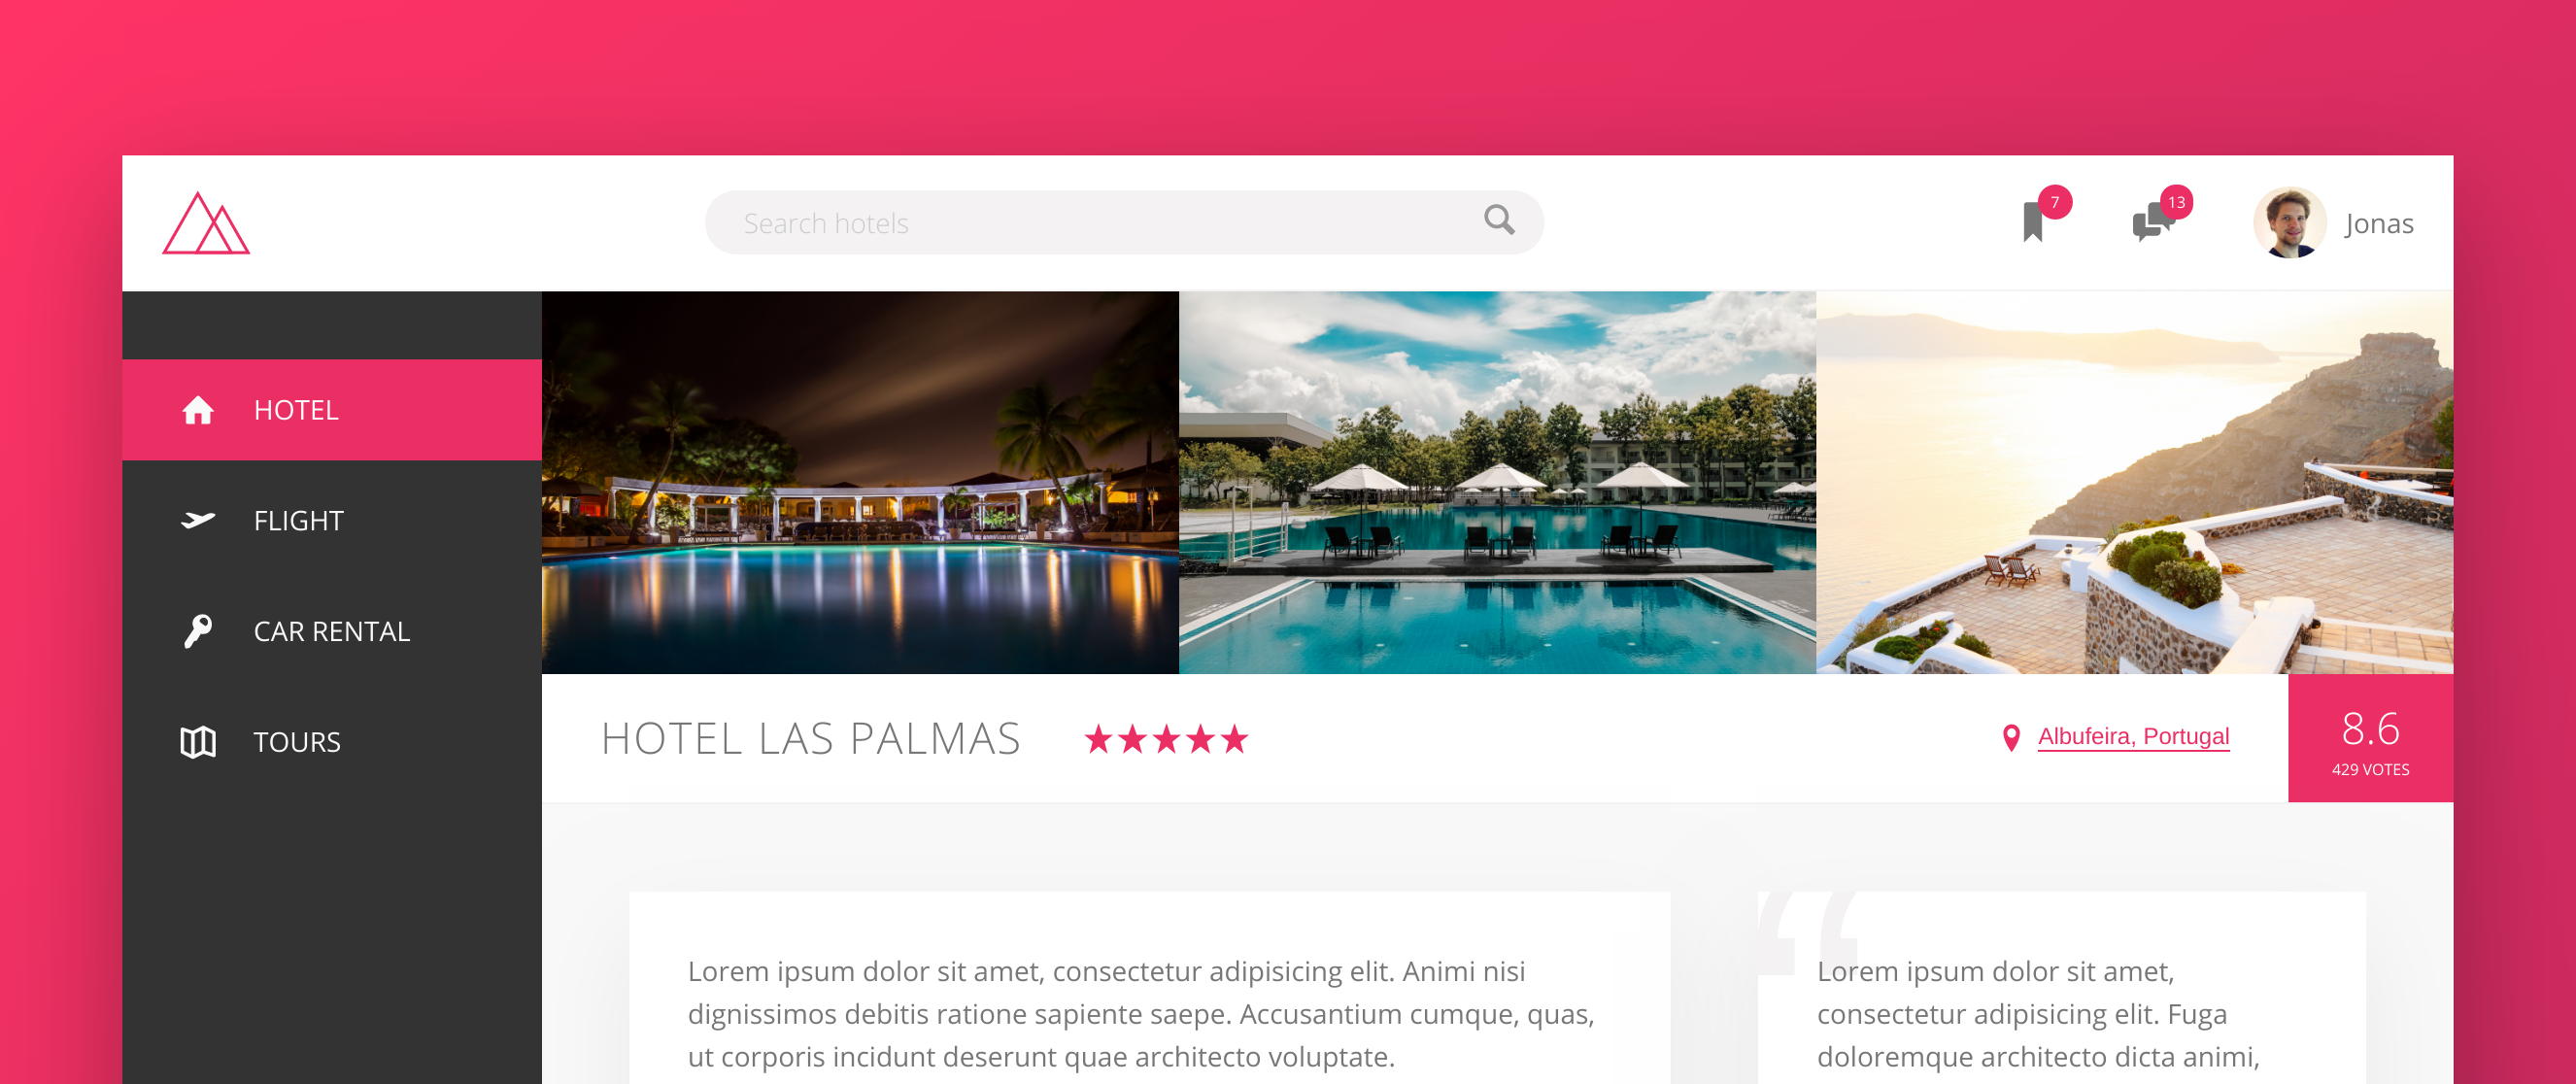 Search hotels
7
13
Jonas
HOTEL
FLIGHT
CAR RENTAL
TOURS
HOTEL LAS PALMAS
Albufeira, Portugal
8.6
429 VOTES
Lorem ipsum dolor sit amet, consectetur adipisicing elit. Animi nisi
dignissimos debitis ratione sapiente saepe. Accusantium cumque, quas,
ut corporis incidunt deserunt quae architecto voluptate.
“
Lorem ipsum dolor sit amet,
consectetur adipisicing elit. Fuga
doloremque architecto dicta animi,